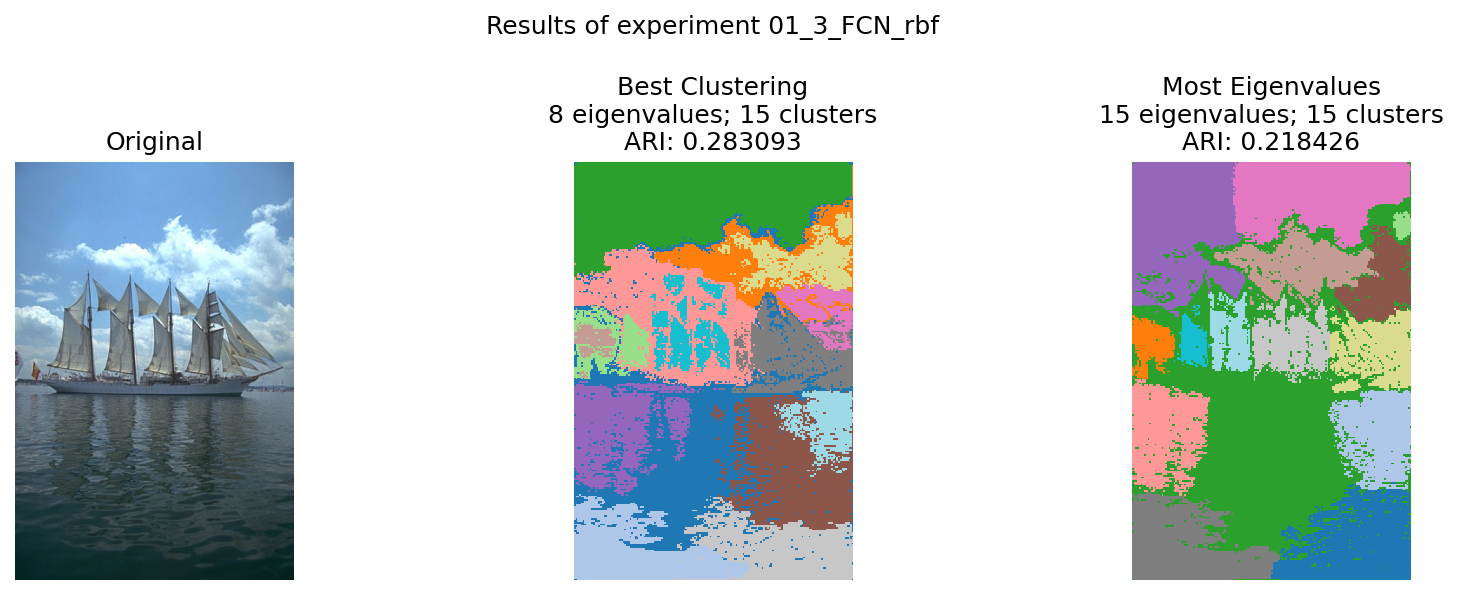 Results of experiment 01_3_FCN_rbf
Original
Best Clustering
8 eigenvalues; 15 clusters
ARI: 0.283093
Most Eigenvalues
15 eigenvalues; 15 clusters
ARI: 0.218426